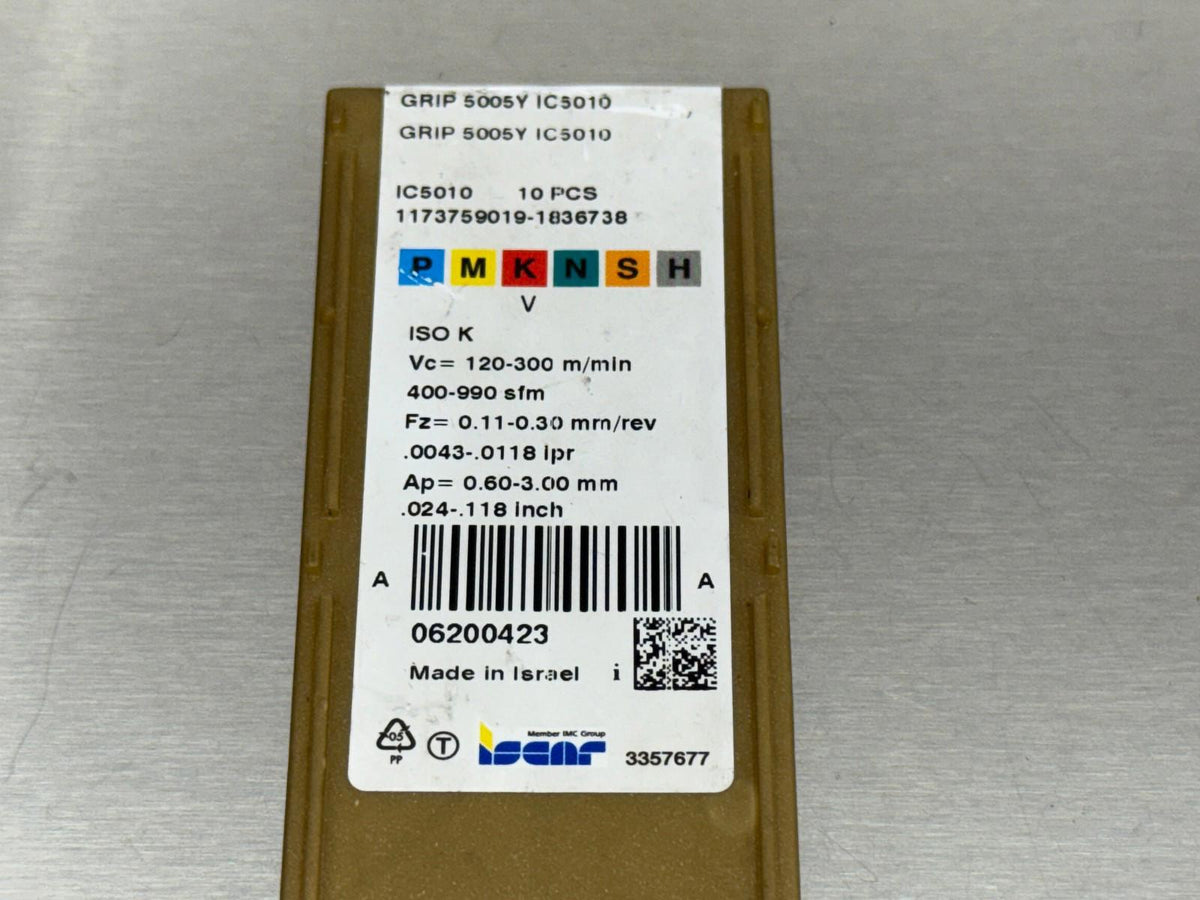 GRIP 5005Y IC5010
GRIP 5005Y IC5010
IC5010 10 PCS
1173759019-1836738
P M K N S H
V
ISO K
Vc= 120-300 m/min
400-990 sfm
Fz= 0.11-0.30 mm/rev
.0043-.0118 ipr
Ap= 0.60-3.00 mm
.024-.118 inch
A A
06200423
Made in Israel i
05
PP
T
Member IMC Group
iscar
3357677